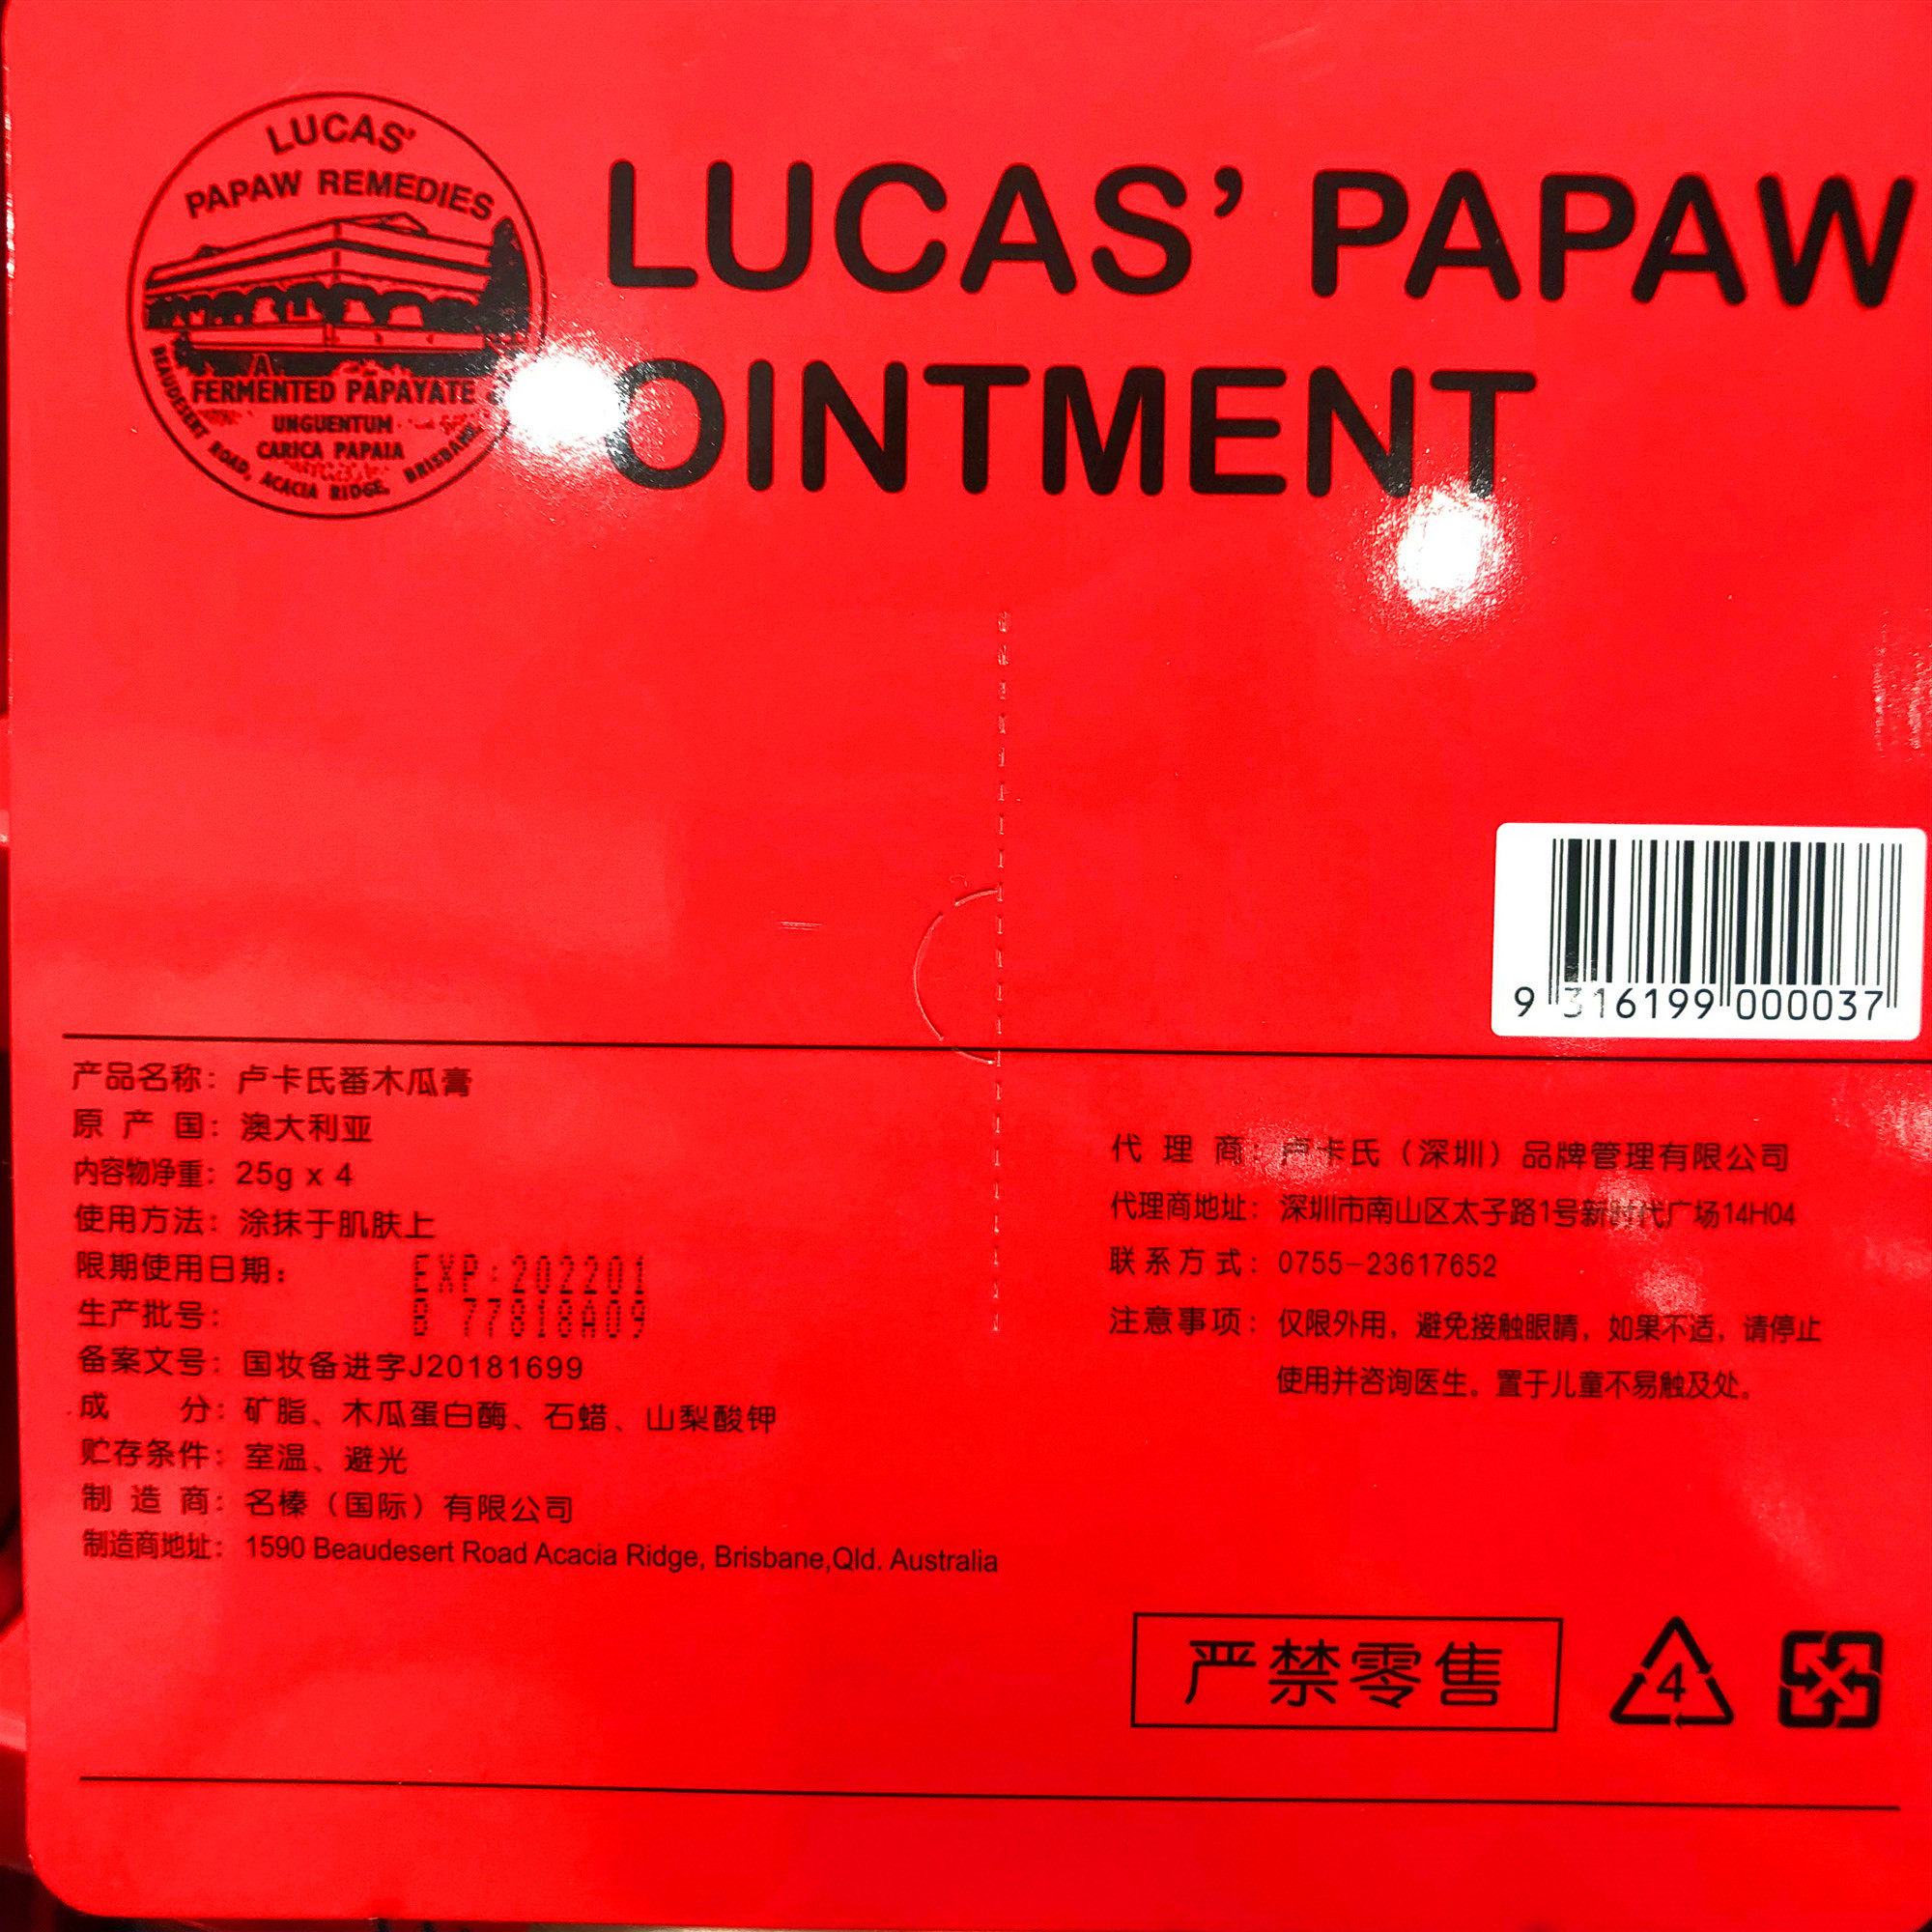 LUCAS'
PAPAW REMEDIES
A
FERMENTED PAPAYATE
UNGUENTUM
CARICA PAPAIA
BEAUDESERT ROAD, ACACIA RIDGE, BRISBANE
LUCAS' PAPAW
OINTMENT
9 316199 000037
产品名称：卢卡氏番木瓜膏
原产国：澳大利亚
内容物净重：25g x 4
使用方法：涂抹于肌肤上
限期使用日期：EXP:202201
生产批号：B 77818A09
备案文号：国妆备进字J20181699
成分：矿脂、木瓜蛋白酶、石蜡、山梨酸钾
贮存条件：室温、避光
制造商：名榛（国际）有限公司
制造商地址：1590 Beaudesert Road Acacia Ridge, Brisbane,Qld. Australia
代理商：卢卡氏（深圳）品牌管理有限公司
代理商地址：深圳市南山区太子路1号新时代广场14H04
联系方式：0755-23617652
注意事项：仅限外用，避免接触眼睛，如果不适，请停止
使用并咨询医生。置于儿童不易触及处。
严禁零售
4